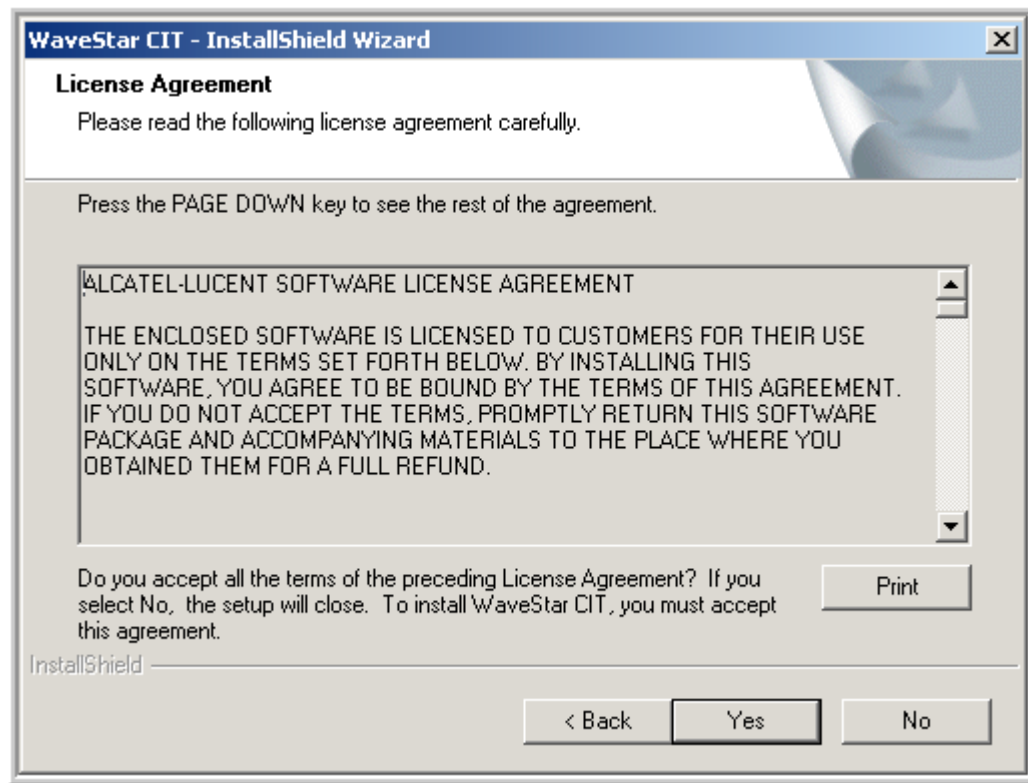 WaveStar CIT - InstallShield Wizard
License Agreement
Please read the following license agreement carefully.
Press the PAGE DOWN key to see the rest of the agreement.
ALCATEL-LUCENT SOFTWARE LICENSE AGREEMENT
THE ENCLOSED SOFTWARE IS LICENSED TO CUSTOMERS FOR THEIR USE
ONLY ON THE TERMS SET FORTH BELOW. BY INSTALLING THIS
SOFTWARE, YOU AGREE TO BE BOUND BY THE TERMS OF THIS AGREEMENT.
IF YOU DO NOT ACCEPT THE TERMS, PROMPTLY RETURN THIS SOFTWARE
PACKAGE AND ACCOMPANYING MATERIALS TO THE PLACE WHERE YOU
OBTAINED THEM FOR A FULL REFUND.
Do you accept all the terms of the preceding License Agreement?  If you
select No,  the setup will close.  To install WaveStar CIT, you must accept
this agreement.
Print
InstallShield
< Back
Yes
No